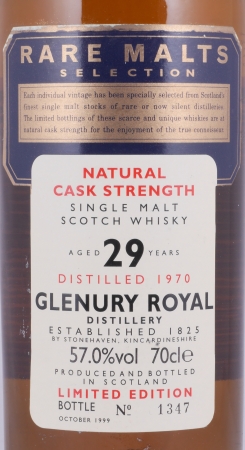 RARE MALTS
SELECTION
Each individual vintage has been specially selected from Scotland's
finest single malt stocks of rare or now silent distilleries.
The limited bottlings of these scarce and unique whiskies are at
natural cask strength for the enjoyment of the true connoisseur.
NATURAL
CASK STRENGTH
SINGLE MALT
SCOTCH WHISKY
AGED 29 YEARS
DISTILLED 1970
GLENURY ROYAL
DISTILLERY
ESTABLISHED 1825
BY STONEHAVEN, KINCARDINESHIRE
57.0%vol 70cle
PRODUCED AND BOTTLED
IN SCOTLAND
LIMITED EDITION
BOTTLE Nº 1347
OCTOBER 1999